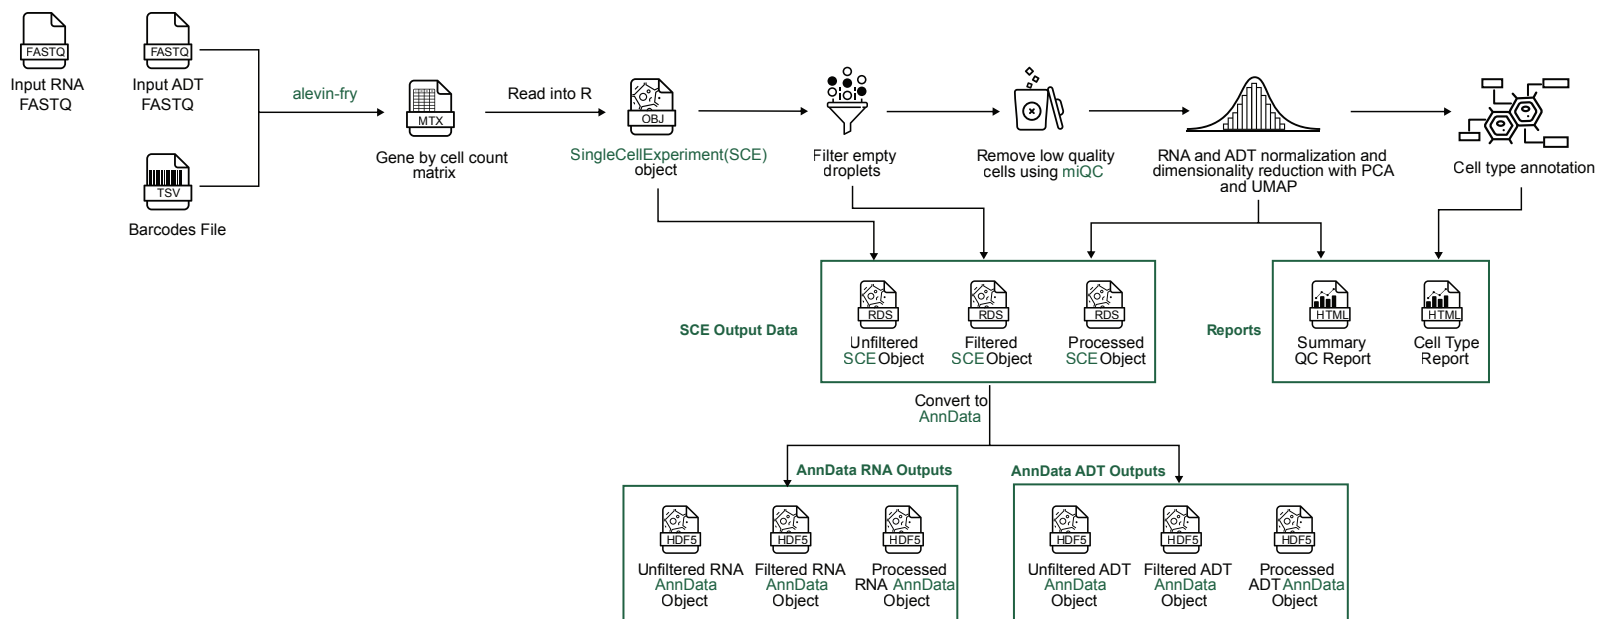 FASTQ
Input RNA
FASTQ
FASTQ
Input ADT
FASTQ
TSV
Barcodes File
alevin-fry
MTX
Gene by cell count
matrix
Read into R
OBJ
SingleCellExperiment(SCE)
object
Filter empty
droplets
Remove low quality
cells using miQC
RNA and ADT normalization and
dimensionality reduction with PCA
and UMAP
Cell type annotation
SCE Output Data
RDS
Unfiltered
SCE Object
RDS
Filtered
SCE Object
RDS
Processed
SCE Object
Reports
HTML
Summary
QC Report
HTML
Cell Type
Report
Convert to
AnnData
AnnData RNA Outputs
HDF5
Unfiltered RNA
AnnData
Object
HDF5
Filtered RNA
AnnData
Object
HDF5
Processed
RNA AnnData
Object
AnnData ADT Outputs
HDF5
Unfiltered ADT
AnnData
Object
HDF5
Filtered ADT
AnnData
Object
HDF5
Processed
ADT AnnData
Object